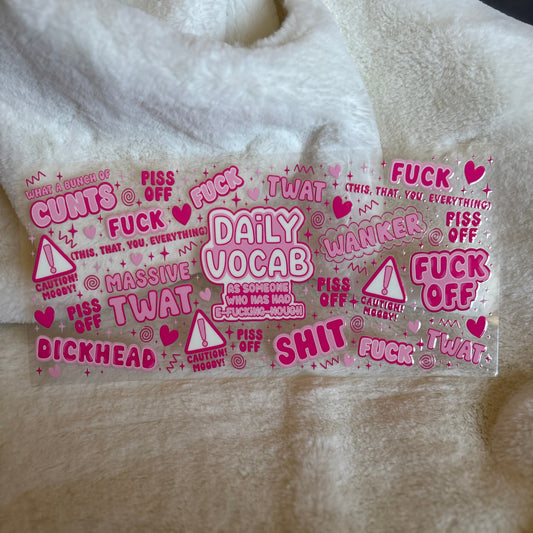 WHAT A BUNCH OF
CUNTS
PISS
OFF
FUCK
TWAT
FUCK
(THIS, THAT, YOU, EVERYTHING)
PISS
OFF
FUCK
(THIS, THAT, YOU, EVERYTHING)
DAILY
VOCAB
AS SOMEONE
WHO HAS HAD
E-FUCKING-NOUGH
WANKER
FUCK
OFF
CAUTION!
MOODY!
MASSIVE
TWAT
PISS
OFF
PISS
OFF
CAUTION!
MOODY!
DICKHEAD
CAUTION!
MOODY!
PISS
OFF
SHIT
FUCK
PISS
OFF
TWAT